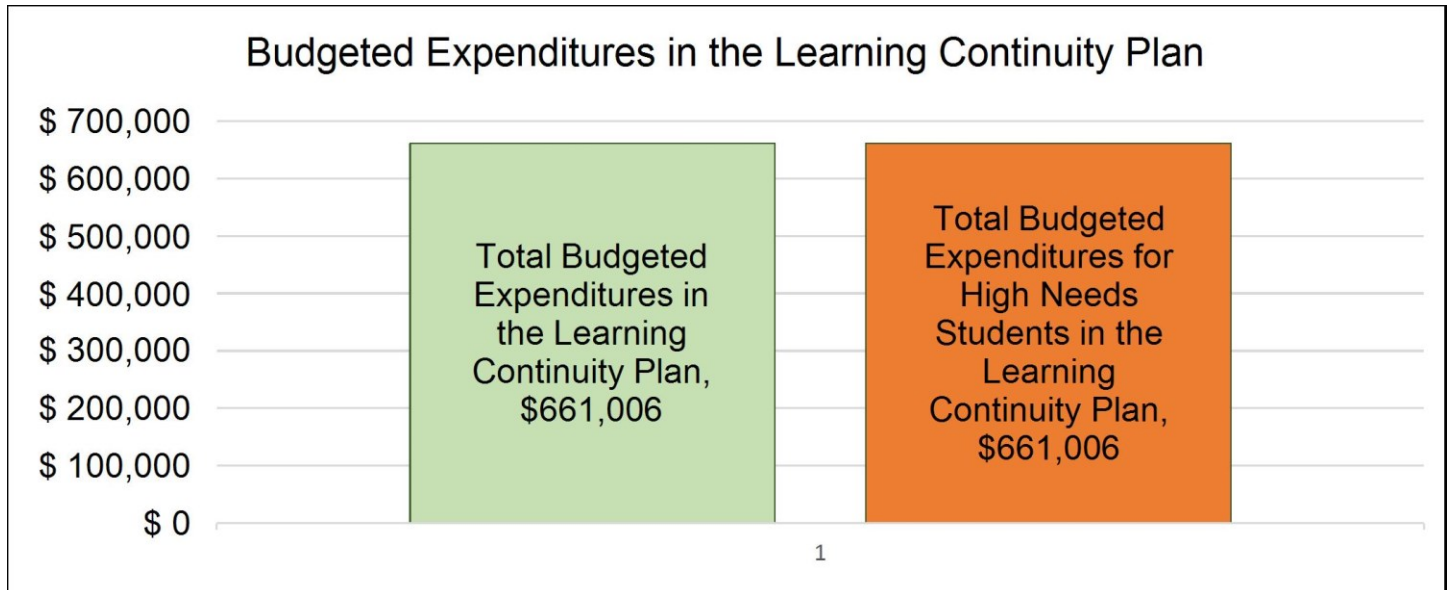 Budgeted Expenditures in the Learning Continuity Plan
$ 700,000
$ 600,000
$ 500,000
$ 400,000
$ 300,000
$ 200,000
$ 100,000
$ 0
Total Budgeted
Expenditures in
the Learning
Continuity Plan,
$661,006
Total Budgeted
Expenditures for
High Needs
Students in the
Learning
Continuity Plan,
$661,006
1